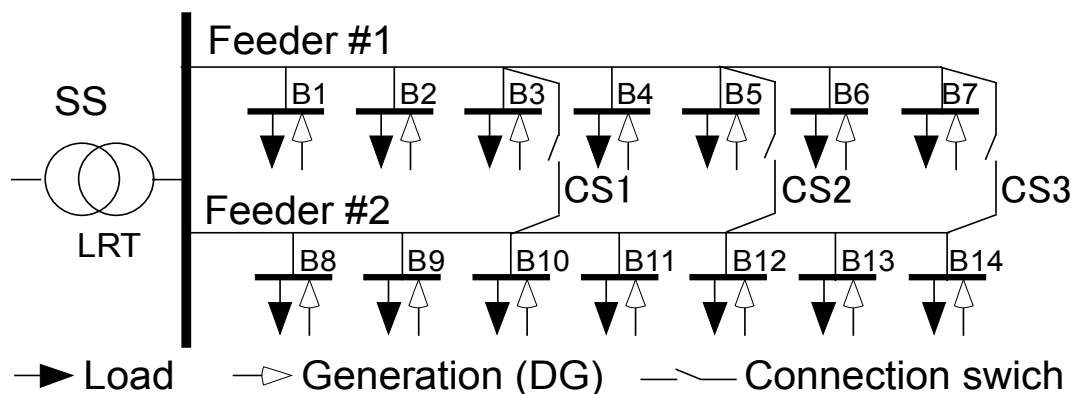 Feeder #1
SS
B1 B2 B3 B4 B5 B6 B7
CS1 CS2 CS3
Feeder #2
LRT
B8 B9 B10 B11 B12 B13 B14
Load Generation (DG) Connection swich